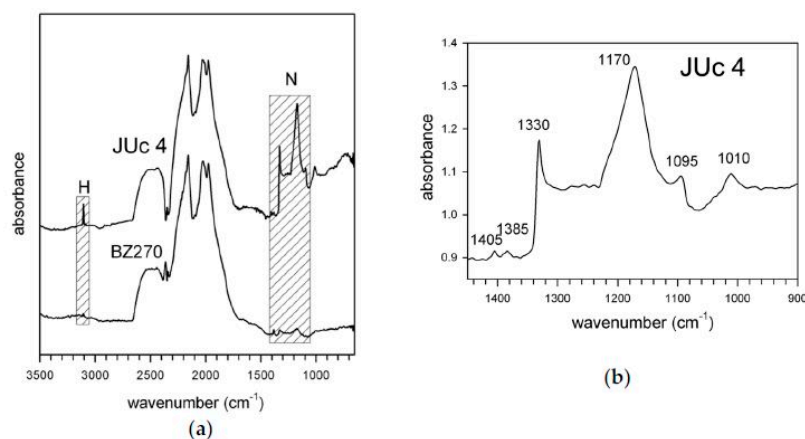 H
N
JUc 4
BZ270
absorbance
3500 3000 2500 2000 1500 1000
wavenumber (cm⁻¹)
(a)
JUc 4
1.4
1.3
1.2
1.1
1.0
0.9
absorbance
1405
1385
1330
1170
1095
1010
1400 1300 1200 1100 1000 900
wavenumber (cm⁻¹)
(b)